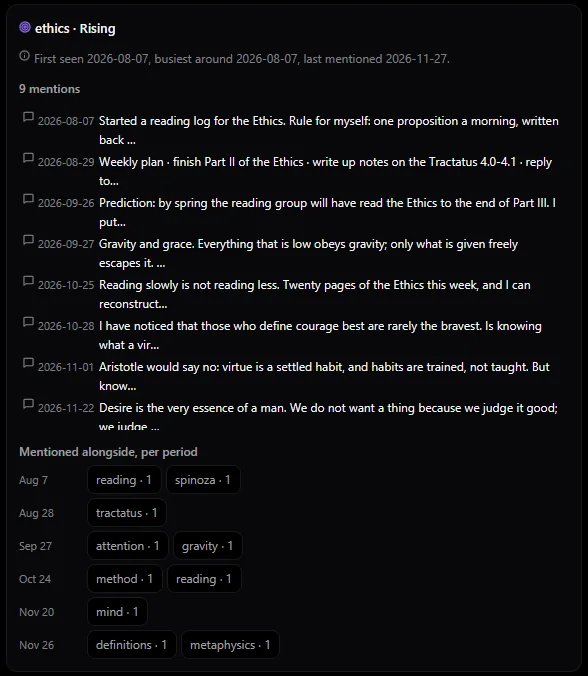 ethics · Rising
First seen 2026-08-07, busiest around 2026-08-07, last mentioned 2026-11-27.
9 mentions
2026-08-07 Started a reading log for the Ethics. Rule for myself: one proposition a morning, written
back ...
2026-08-29 Weekly plan · finish Part II of the Ethics · write up notes on the Tractatus 4.0-4.1 · reply
to...
2026-09-26 Prediction: by spring the reading group will have read the Ethics to the end of Part III. I
put...
2026-09-27 Gravity and grace. Everything that is low obeys gravity; only what is given freely
escapes it. ...
2026-10-25 Reading slowly is not reading less. Twenty pages of the Ethics this week, and I can
reconstruct...
2026-10-28 I have noticed that those who define courage best are rarely the bravest. Is knowing
what a vir...
2026-11-01 Aristotle would say no: virtue is a settled habit, and habits are trained, not taught. But
know...
2026-11-22 Desire is the very essence of a man. We do not want a thing because we judge it good;
we judge ...
Mentioned alongside, per period
Aug 7 reading · 1 spinoza · 1
Aug 28 tractatus · 1
Sep 27 attention · 1 gravity · 1
Oct 24 method · 1 reading · 1
Nov 20 mind · 1
Nov 26 definitions · 1 metaphysics · 1